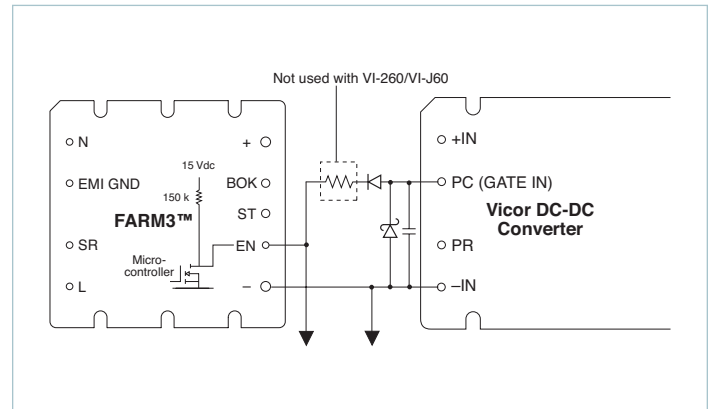 Not used with VI-260/VI-J60
N
EMI GND
SR
L
15 Vdc
150 k
FARM3™
Micro-
controller
+
BOK
ST
EN
–
+IN
PC (GATE IN)
Vicor DC-DC
Converter
PR
–IN